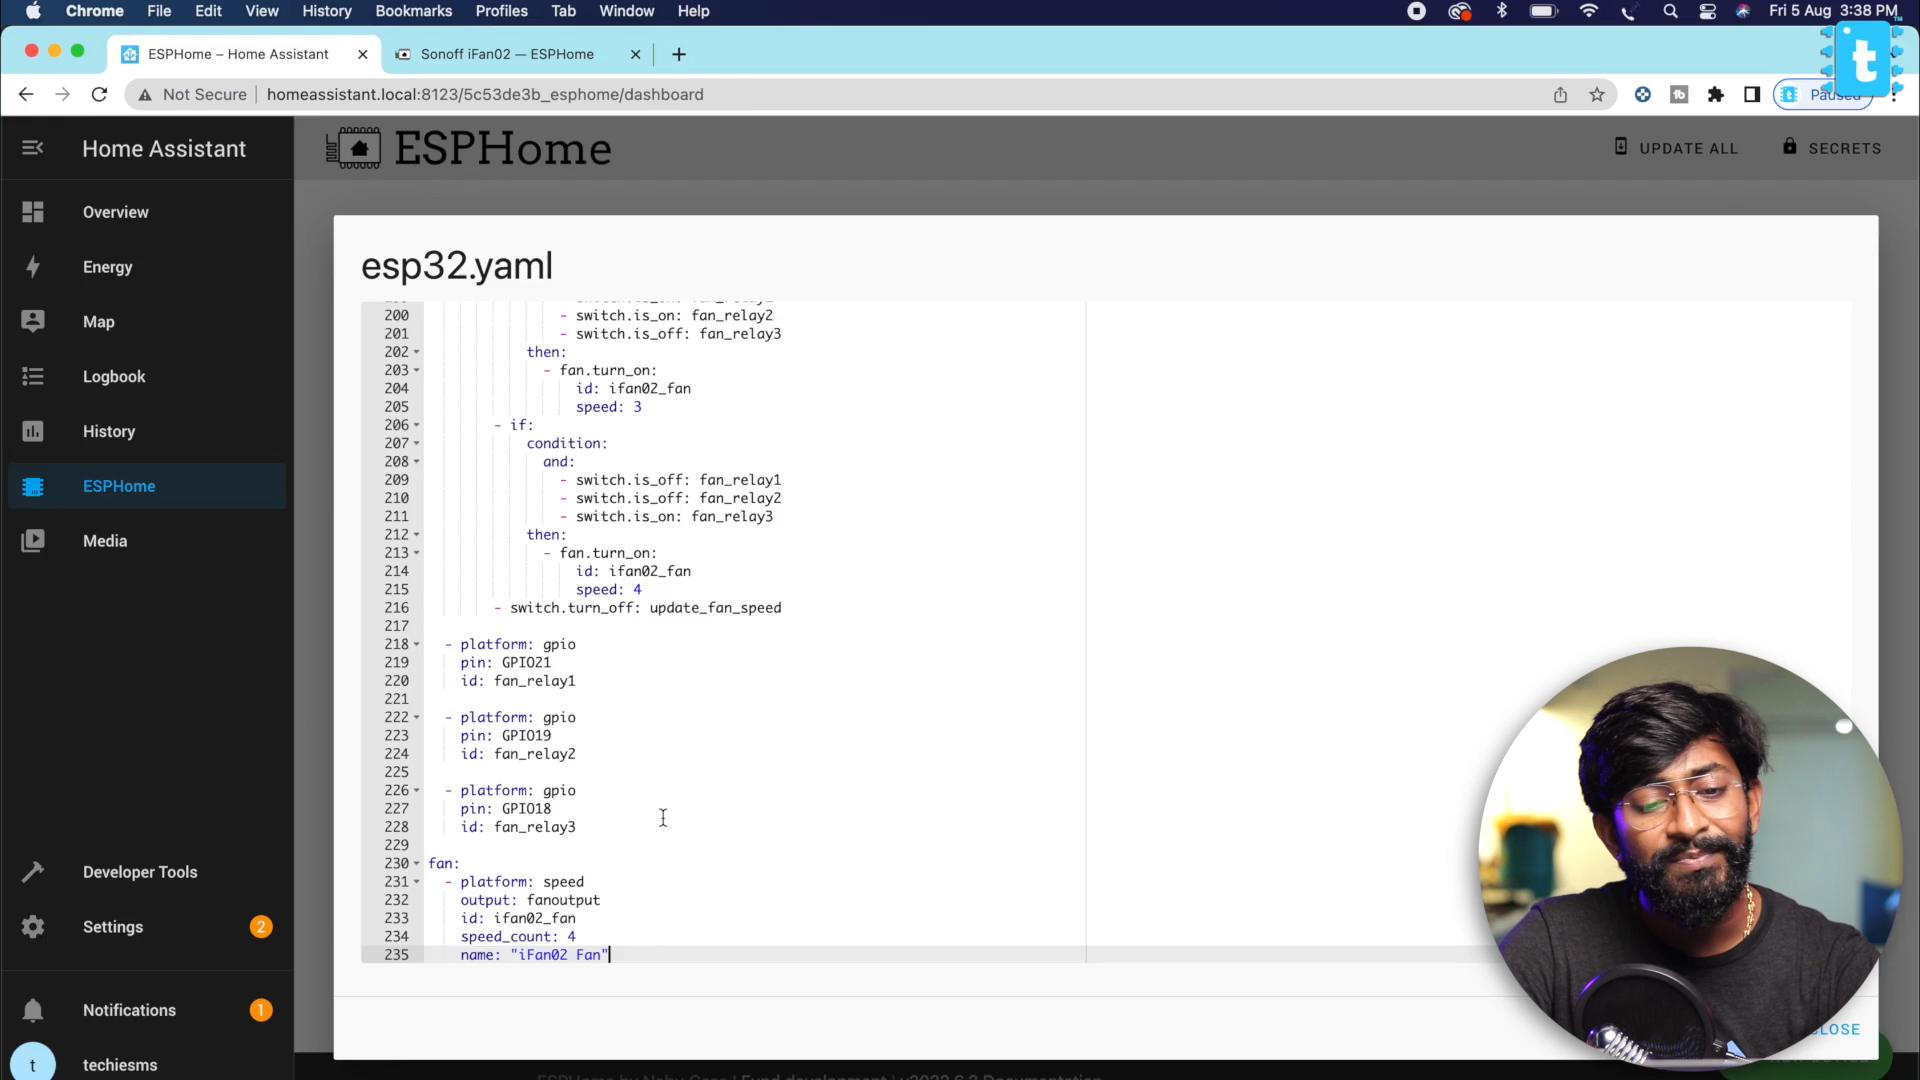 Chrome File Edit View History Bookmarks Profiles Tab Window Help Fri 5 Aug 3:38 PM
ESPHome – Home Assistant
Sonoff iFan02 — ESPHome
t
Not Secure homeassistant.local:8123/5c53de3b_esphome/dashboard
tb
t Paused
Home Assistant
ESPHome
UPDATE ALL
SECRETS
Overview
Energy
Map
Logbook
History
ESPHome
Media
Developer Tools
Settings 2
Notifications 1
t techiesms
esp32.yaml
200 - switch.is_on: fan_relay2
201 - switch.is_off: fan_relay3
202 then:
203 - fan.turn_on:
204 id: ifan02_fan
205 speed: 3
206 - if:
207 condition:
208 and:
209 - switch.is_off: fan_relay1
210 - switch.is_off: fan_relay2
211 - switch.is_on: fan_relay3
212 then:
213 - fan.turn_on:
214 id: ifan02_fan
215 speed: 4
216 - switch.turn_off: update_fan_speed
217
218 - platform: gpio
219 pin: GPIO21
220 id: fan_relay1
221
222 - platform: gpio
223 pin: GPIO19
224 id: fan_relay2
225
226 - platform: gpio
227 pin: GPIO18
228 id: fan_relay3
229
230 fan:
231 - platform: speed
232 output: fanoutput
233 id: ifan02_fan
234 speed_count: 4
235 name: "iFan02 Fan"